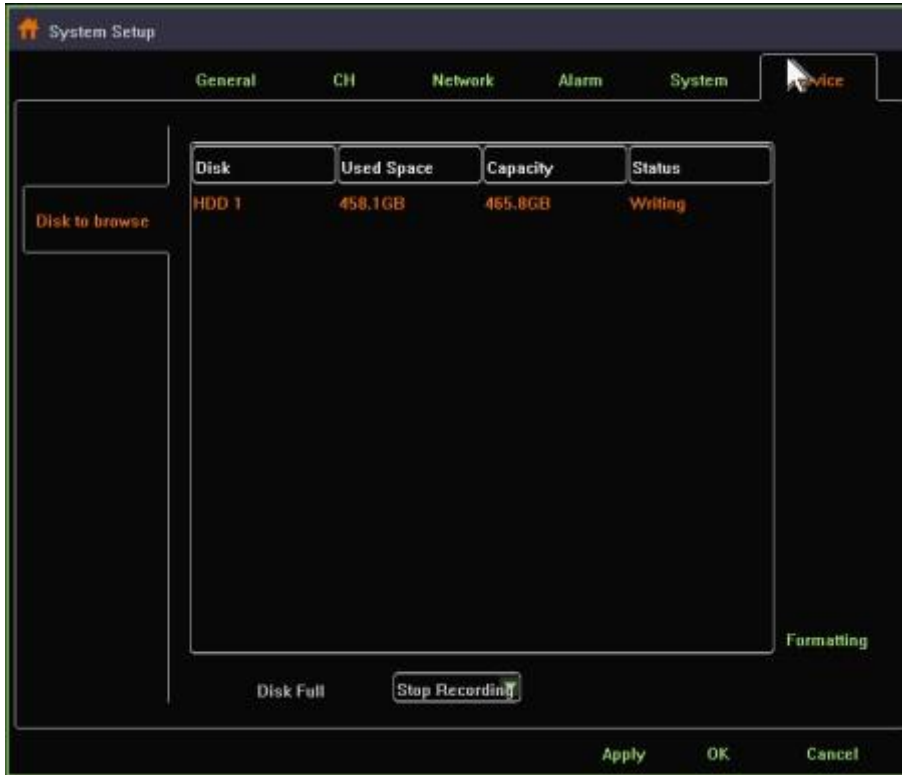 System Setup
General CH Network Alarm System
Disk Used Space Capacity Status
HDD 1 458.1GB 465.8GB Writing
Disk to browse
Formatting
Disk Full Stop Recording
Apply OK Cancel